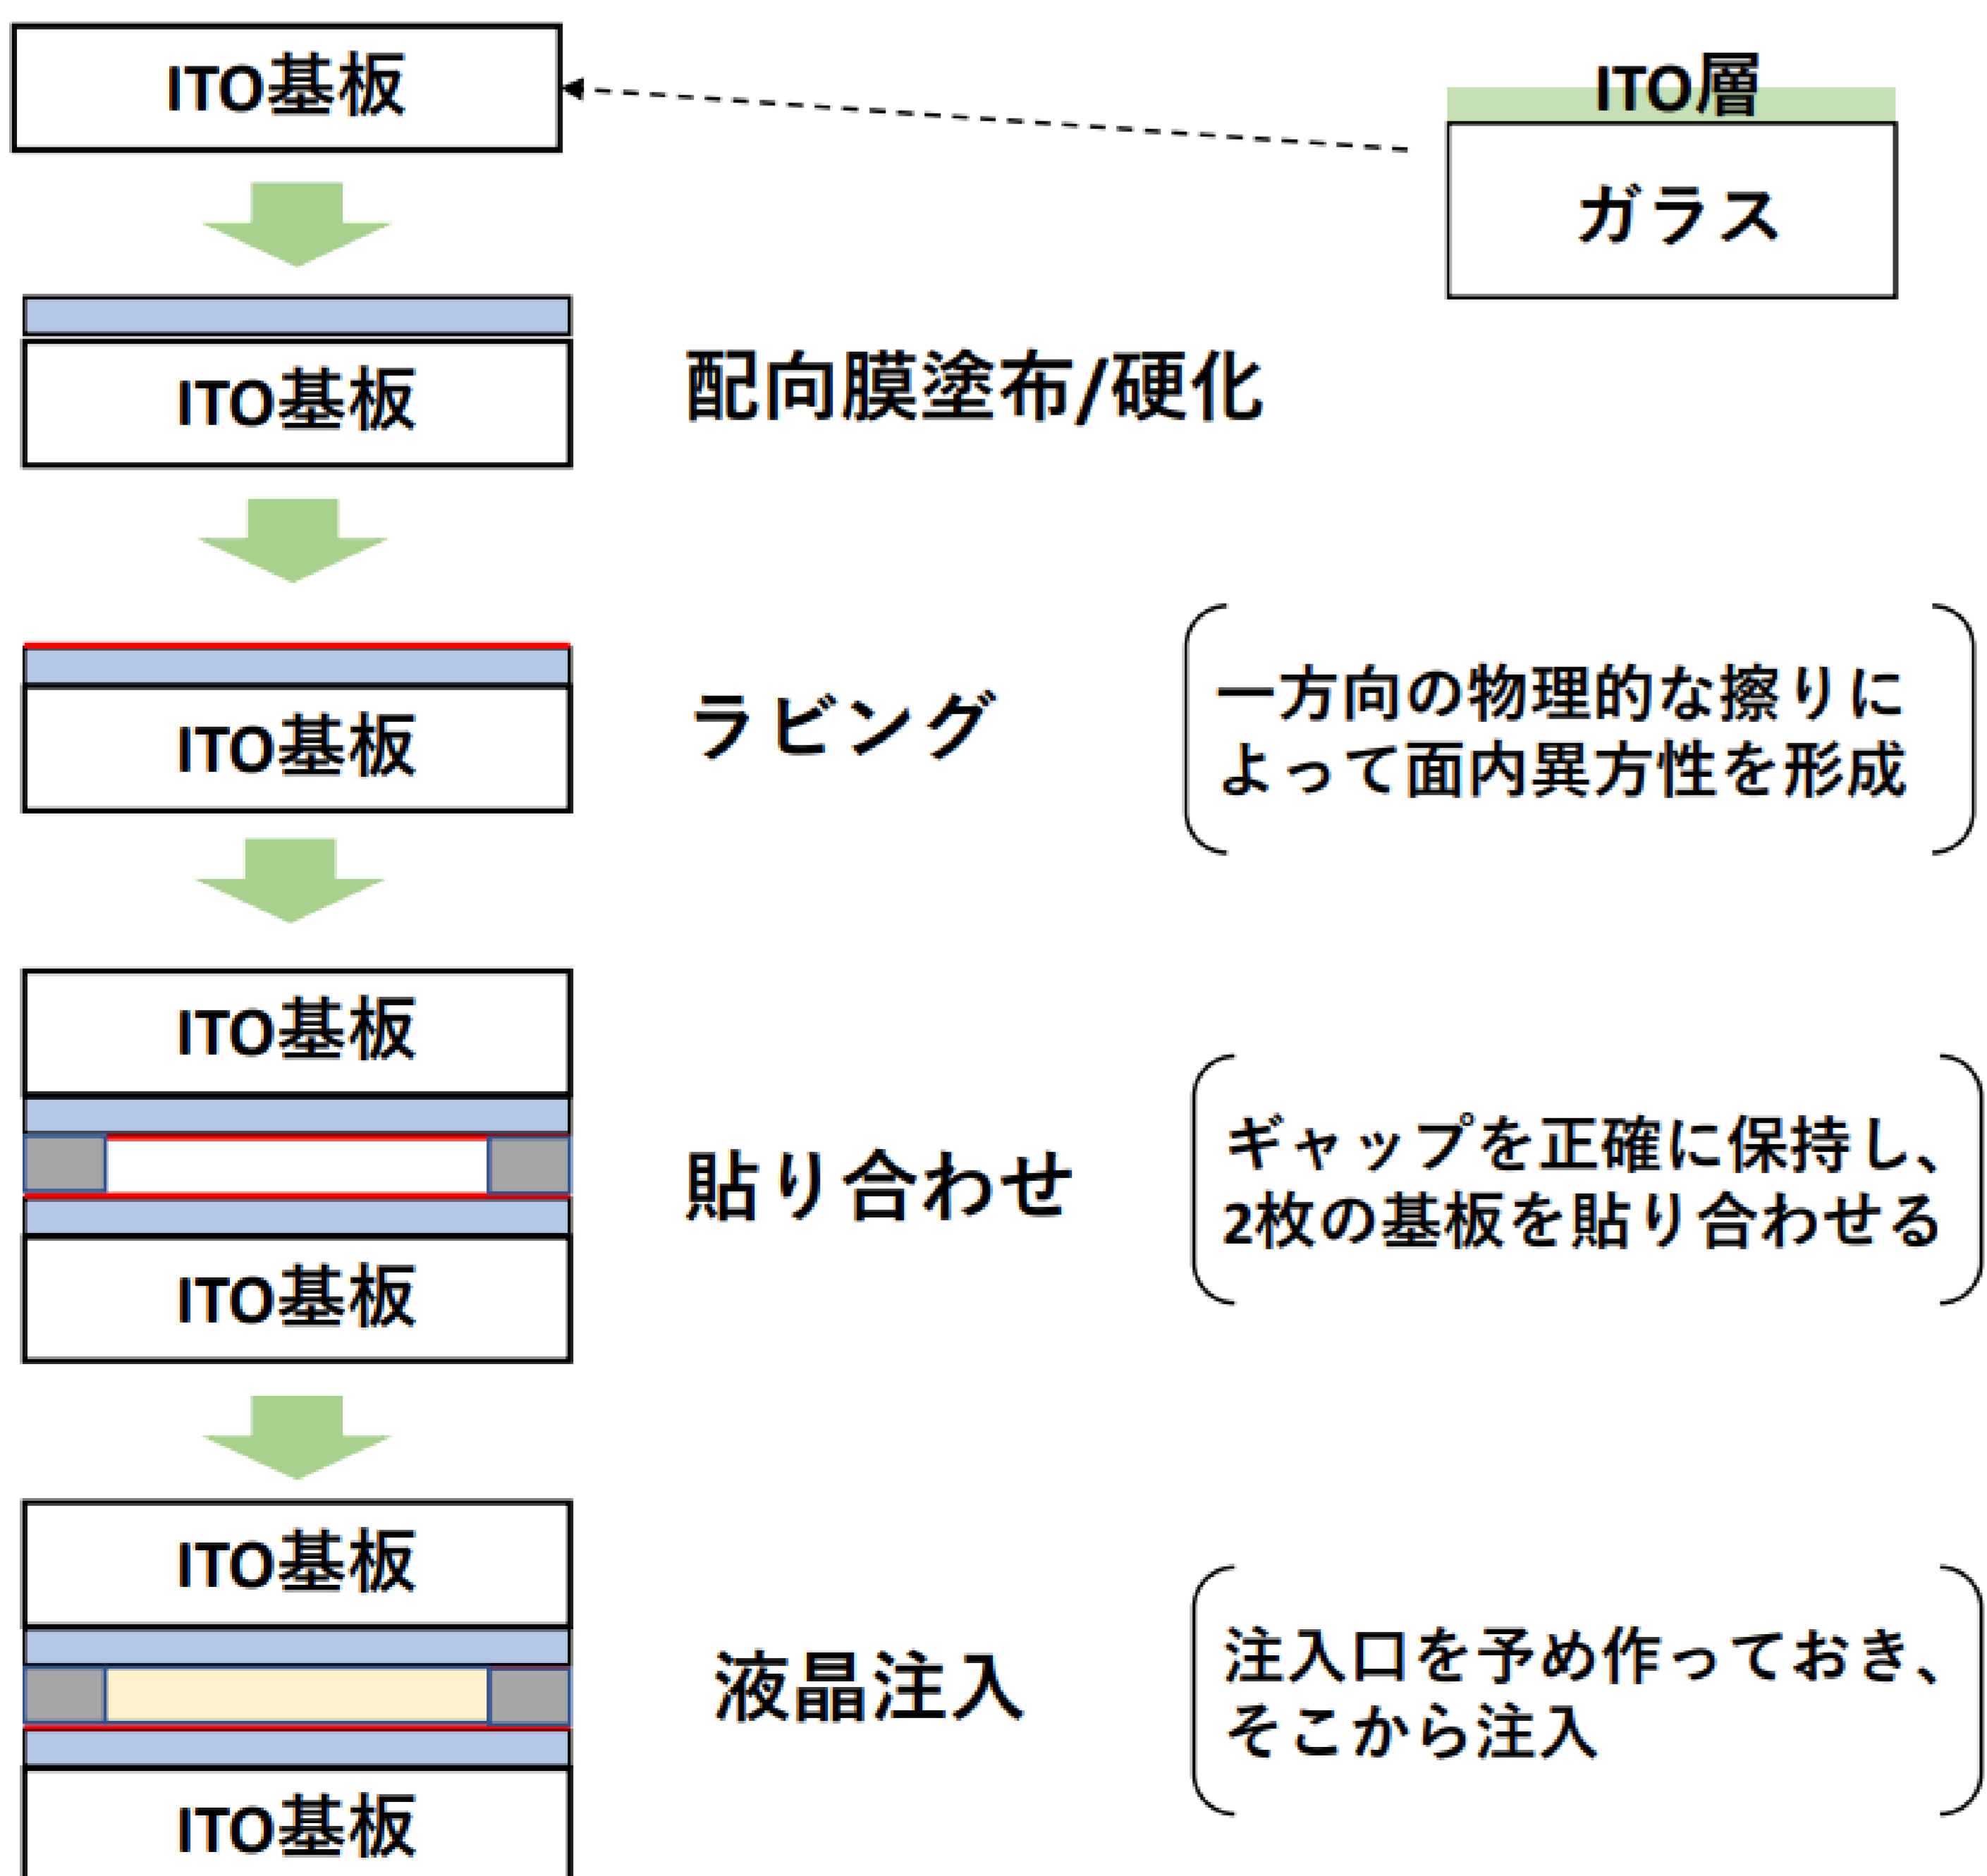 ITO基板
ITO層
ガラス
ITO基板
配向膜塗布/硬化
ITO基板
ラビング
一方向の物理的な擦りに
よって面内異方性を形成
ITO基板
貼り合わせ
ギャップを正確に保持し、
2枚の基板を貼り合わせる
ITO基板
ITO基板
液晶注入
注入口を予め作っておき、
そこから注入
ITO基板